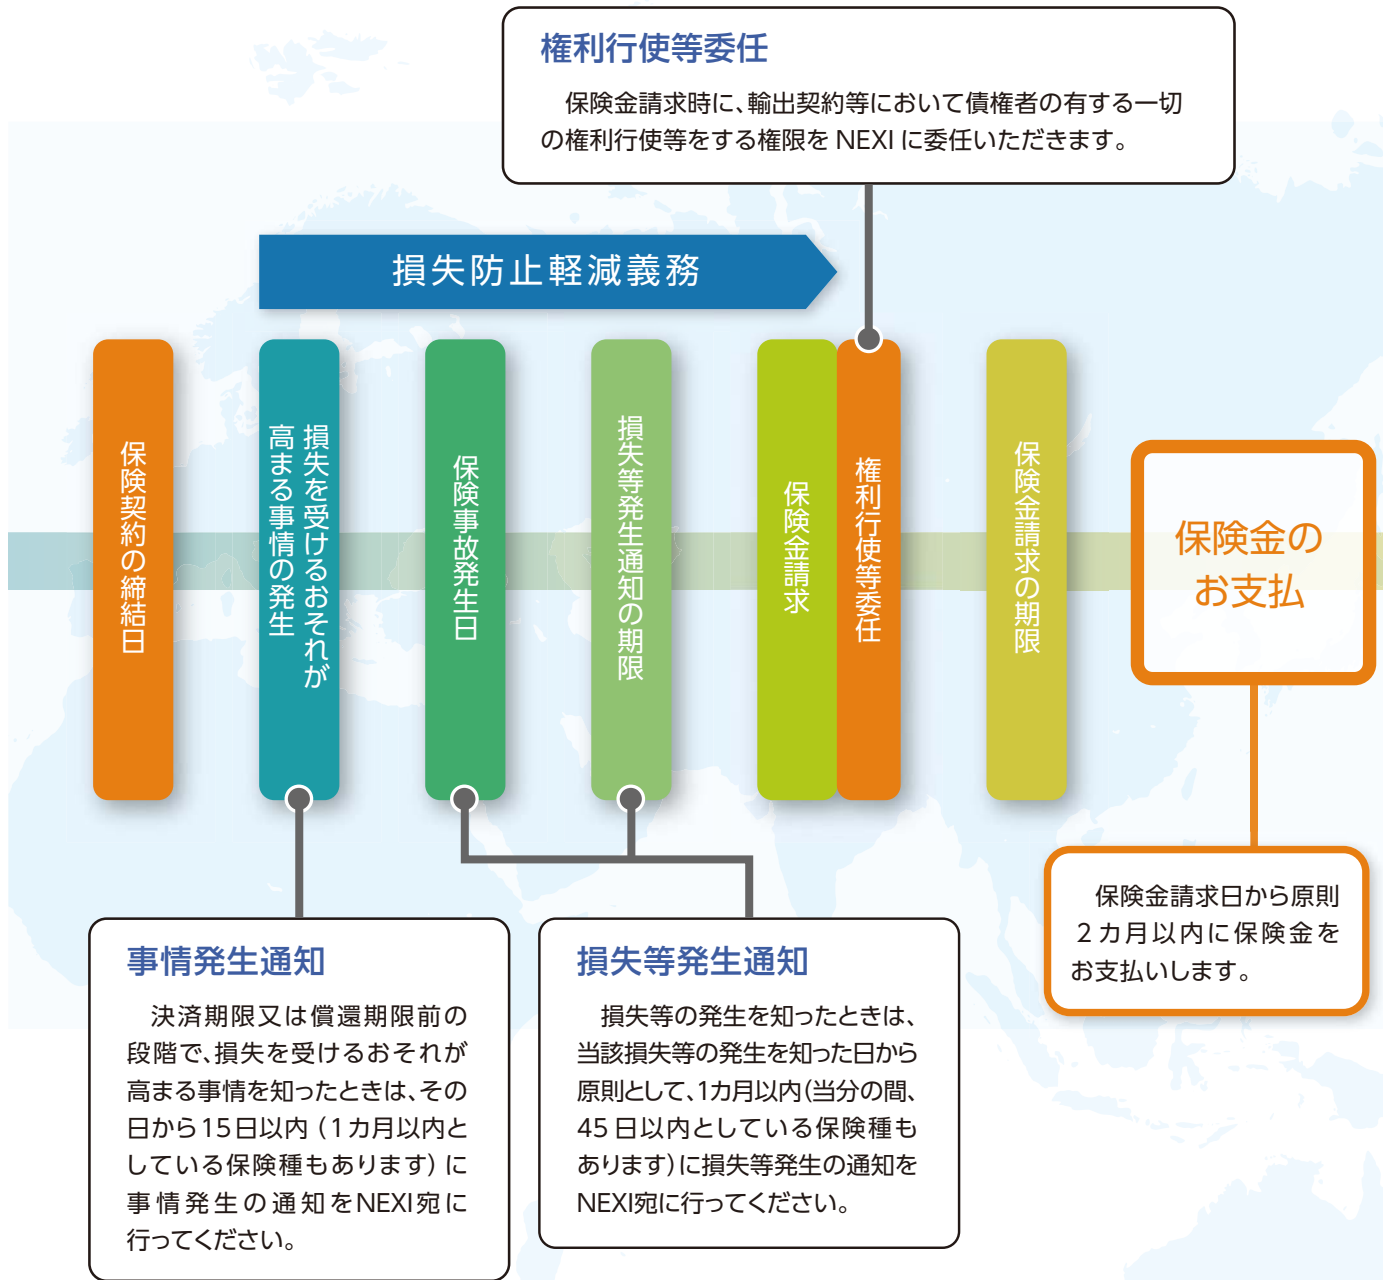 権利行使等委任
保険金請求時に、輸出契約等において債権者の有する一切
の権利行使等をする権限を NEXI に委任いただきます。
損失防止軽減義務
保険契約の締結日
損失を受けるおそれが
高まる事情の発生
保険事故発生日
損失等発生通知の期限
保険金請求
権利行使等委任
保険金請求の期限
保険金の
お支払
事情発生通知
決済期限又は償還期限前の
段階で、損失を受けるおそれが
高まる事情を知ったときは、その
日から15日以内（1カ月以内と
している保険種もあります）に
事情発生の通知をNEXI宛に
行ってください。
損失等発生通知
損失等の発生を知ったときは、
当該損失等の発生を知った日から
原則として、1カ月以内（当分の間、
45日以内としている保険種も
あります）に損失等発生の通知を
NEXI宛に行ってください。
保険金請求日から原則
2カ月以内に保険金を
お支払いします。